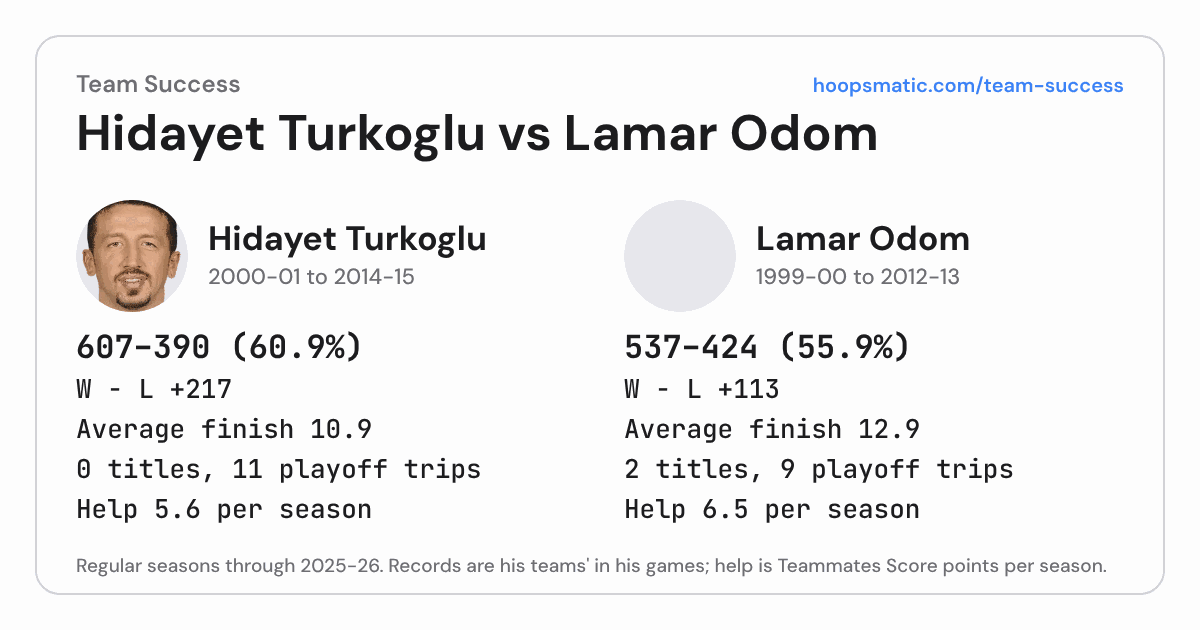 Team Success
hoopsmatic.com/team-success
Hidayet Turkoglu vs Lamar Odom
Hidayet Turkoglu
2000-01 to 2014-15
607-390 (60.9%)
W - L +217
Average finish 10.9
0 titles, 11 playoff trips
Help 5.6 per season
Lamar Odom
1999-00 to 2012-13
537-424 (55.9%)
W - L +113
Average finish 12.9
2 titles, 9 playoff trips
Help 6.5 per season
Regular seasons through 2025-26. Records are his teams' in his games; help is Teammates Score points per season.